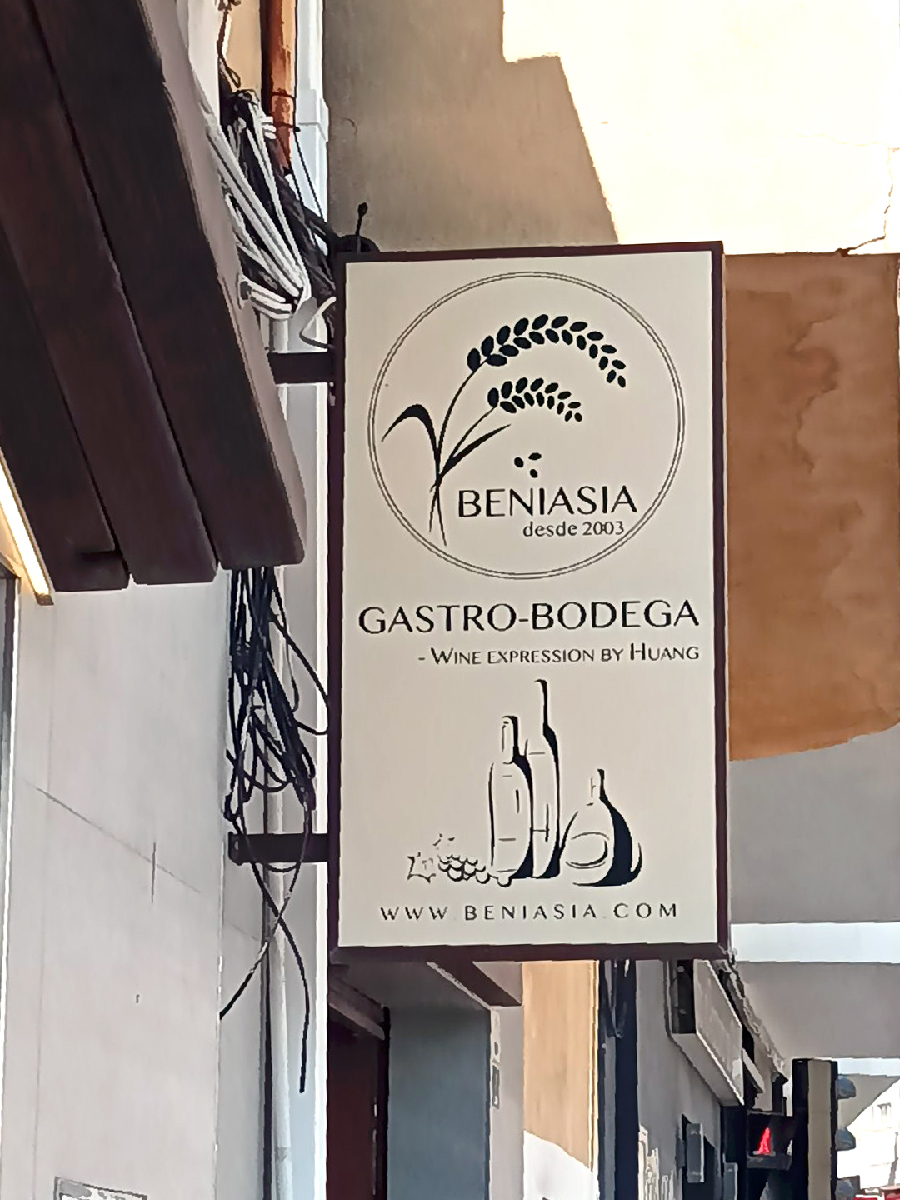 BENIASIA
desde 2003
GASTRO-BODEGA
- WINE EXPRESSION BY HUANG
WWW.BENIASIA.COM